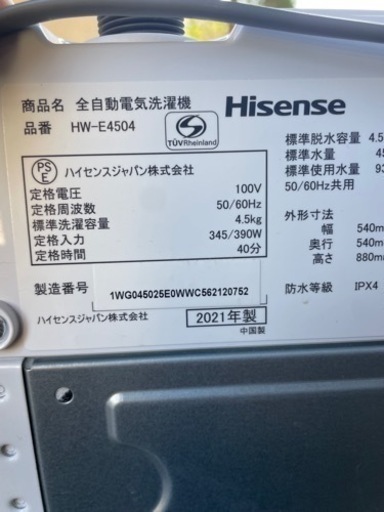 商品名 全自動電気洗濯機
品番 HW-E4504
TÜVRheinland
Hisense
PS
E
ハイセンスジャパン株式会社
定格電圧 100V
定格周波数 50/60Hz
標準洗濯容量 4.5kg
定格入力 345/390W
定格時間 40分
標準脱水容量 4.5
標準水量 45
標準使用水量 93
50/60Hz共用
外形寸法
幅 540m
奥行 540m
高さ 880m
防水等級 IPX4
製造番号 1WG045025E0WWC562120752
ハイセンスジャパン株式会社 2021年製
中国製